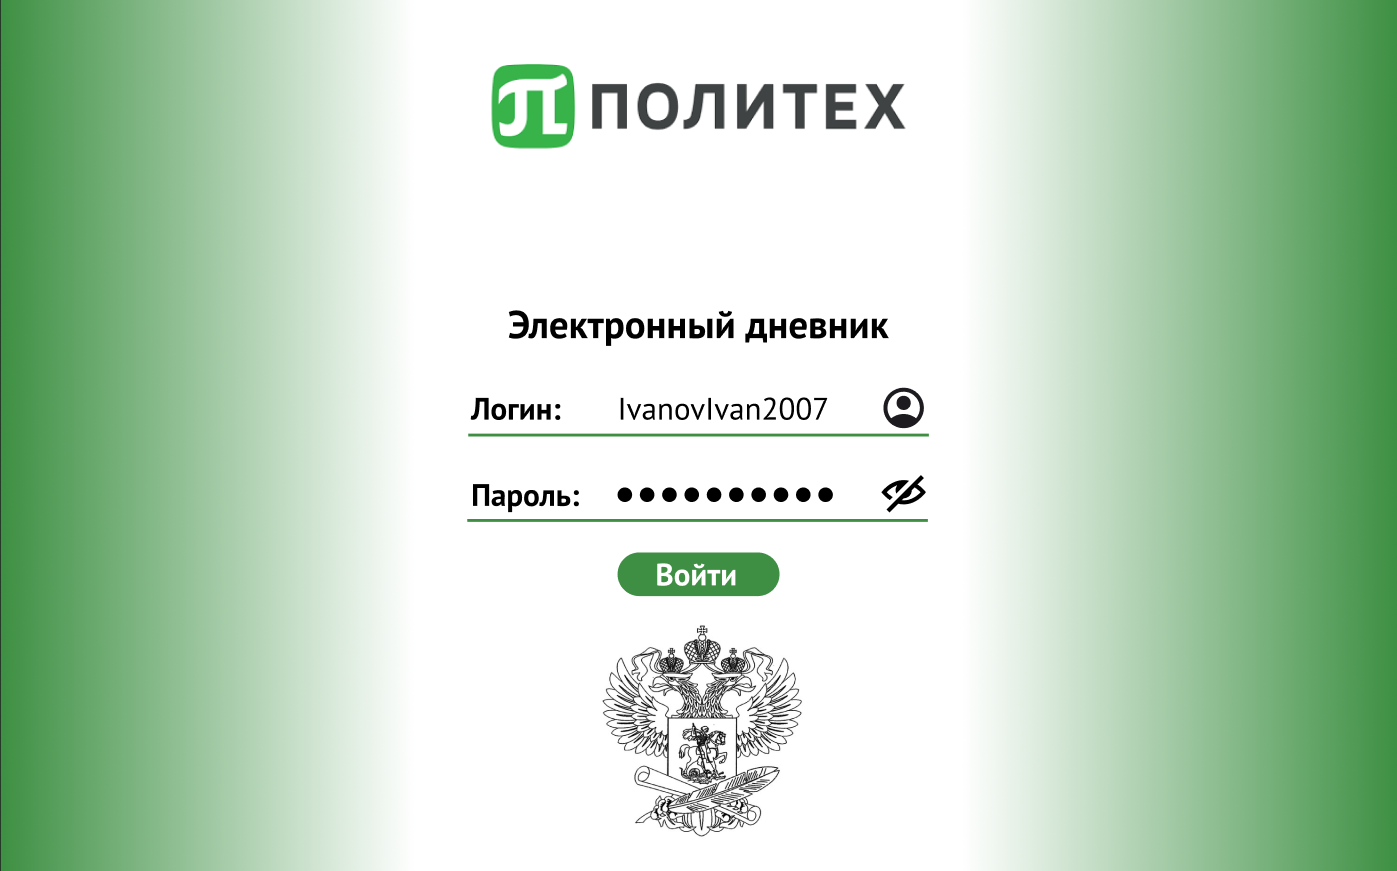 ПОЛИТЕХ
Электронный дневник
Логин: IvanovIvan2007
Пароль: ●●●●●●●●●●
Войти